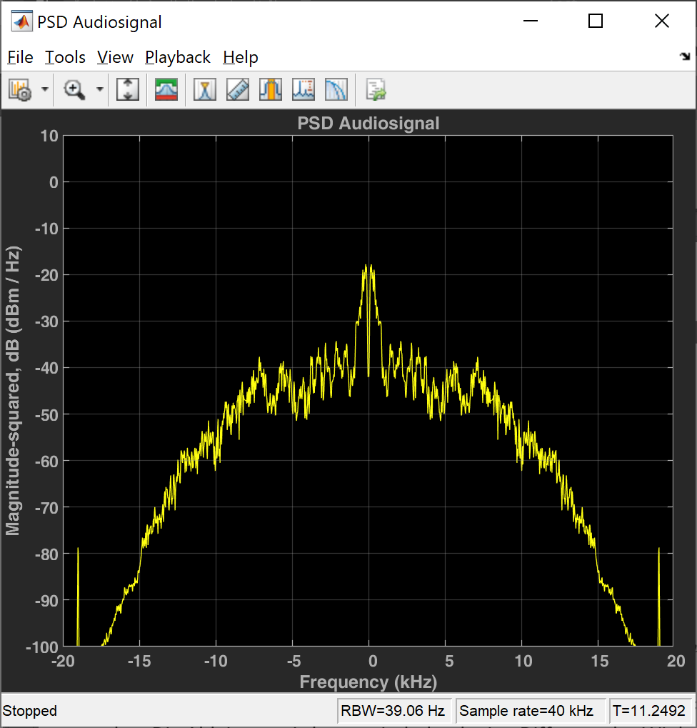 PSD Audiosignal
File Tools View Playback Help
PSD Audiosignal
10
0
-10
-20
-30
-40
-50
-60
-70
-80
-90
-100
Magnitude-squared, dB (dBm / Hz)
-20 -15 -10 -5 0 5 10 15 20
Frequency (kHz)
Stopped RBW=39.06 Hz Sample rate=40 kHz T=11.2492